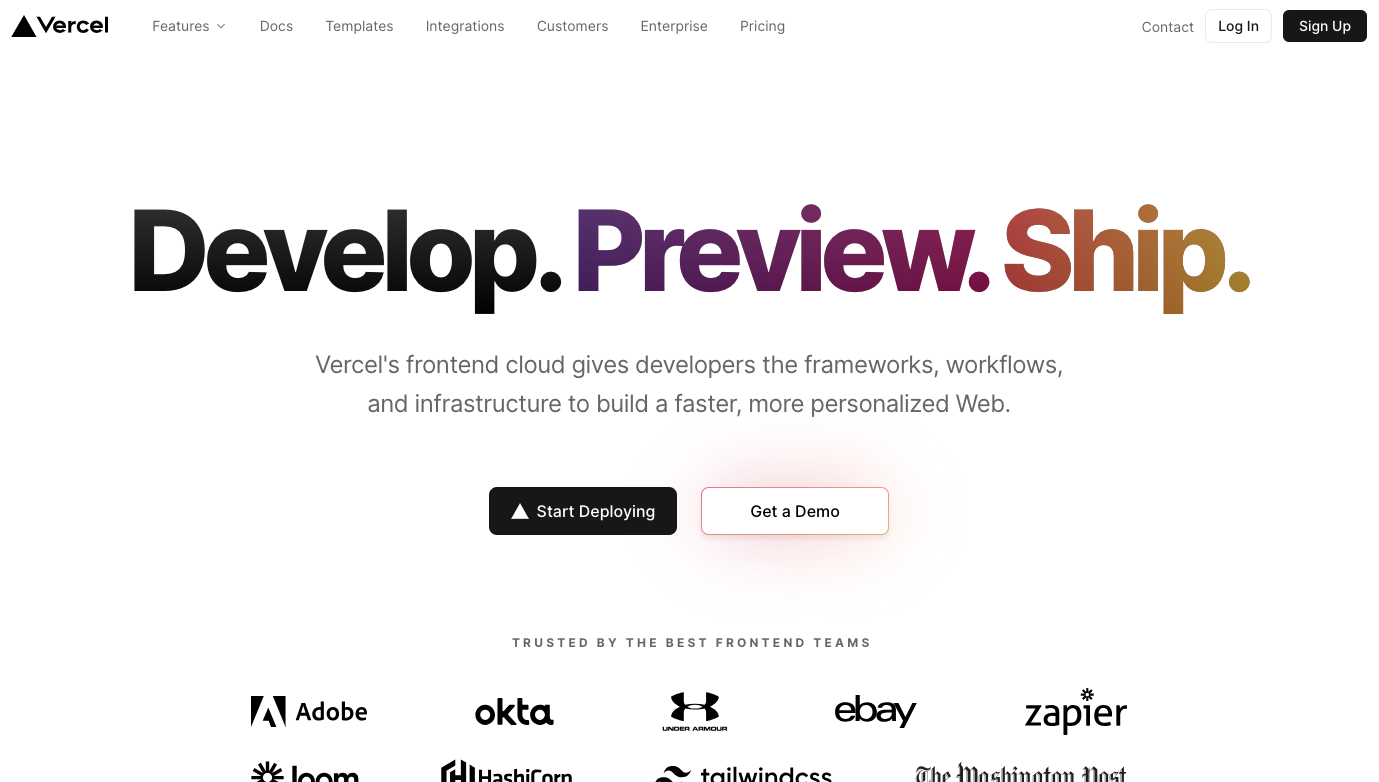 Vercel
Features Docs Templates Integrations Customers Enterprise Pricing
Contact Log In Sign Up
Develop. Preview. Ship.
Vercel's frontend cloud gives developers the frameworks, workflows,
and infrastructure to build a faster, more personalized Web.
Start Deploying Get a Demo
TRUSTED BY THE BEST FRONTEND TEAMS
Adobe okta UNDER ARMOUR ebay zapier
loom HashiCorp tailwindcss The Washington Post